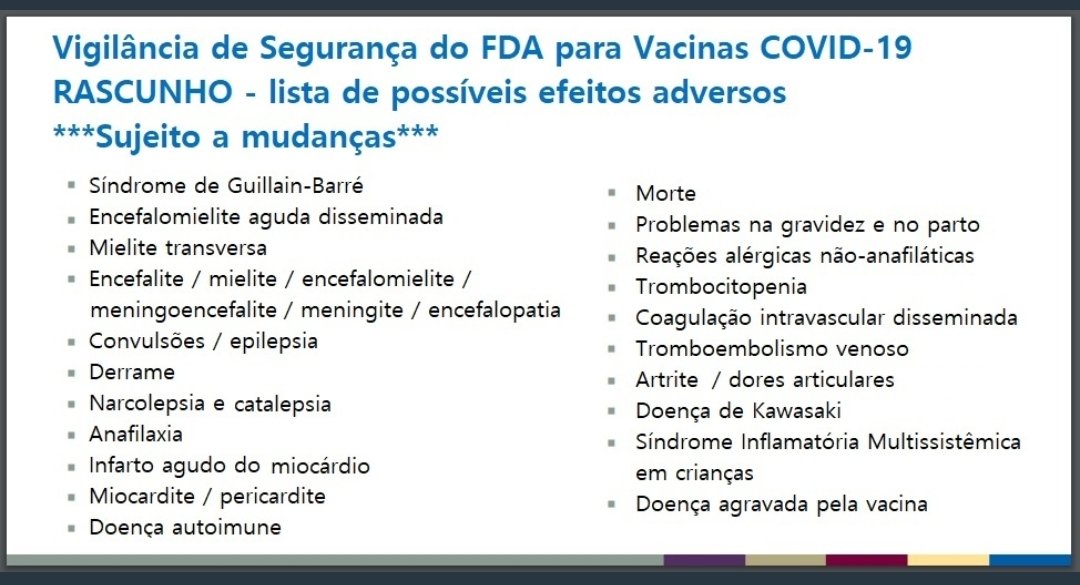 Vigilância de Segurança do FDA para Vacinas COVID-19
RASCUNHO - lista de possíveis efeitos adversos
***Sujeito a mudanças***
Síndrome de Guillain-Barré
Encefalomielite aguda disseminada
Mielite transversa
Encefalite / mielite / encefalomielite /
meningoencefalite / meningite / encefalopatia
Convulsões / epilepsia
Derrame
Narcolepsia e catalepsia
Anafilaxia
Infarto agudo do miocárdio
Miocardite / pericardite
Doença autoimune
Morte
Problemas na gravidez e no parto
Reações alérgicas não-anafiláticas
Trombocitopenia
Coagulação intravascular disseminada
Tromboembolismo venoso
Artrite / dores articulares
Doença de Kawasaki
Síndrome Inflamatória Multissistêmica
em crianças
Doença agravada pela vacina